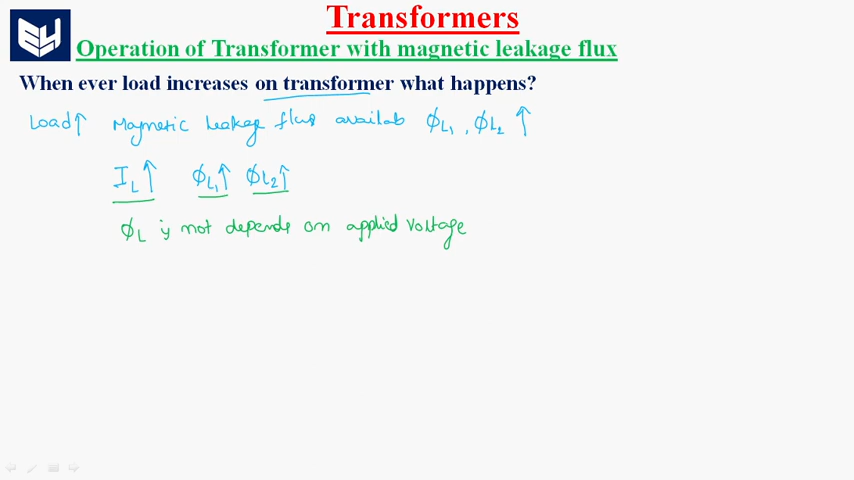 Transformers
Operation of Transformer with magnetic leakage flux
When ever load increases on transformer what happens?
Load↑ Magnetic Leakage flux availab ϕL1, ϕL2 ↑
IL↑ ϕL1↑ ϕL2↑
ϕL is not depends on applied voltage